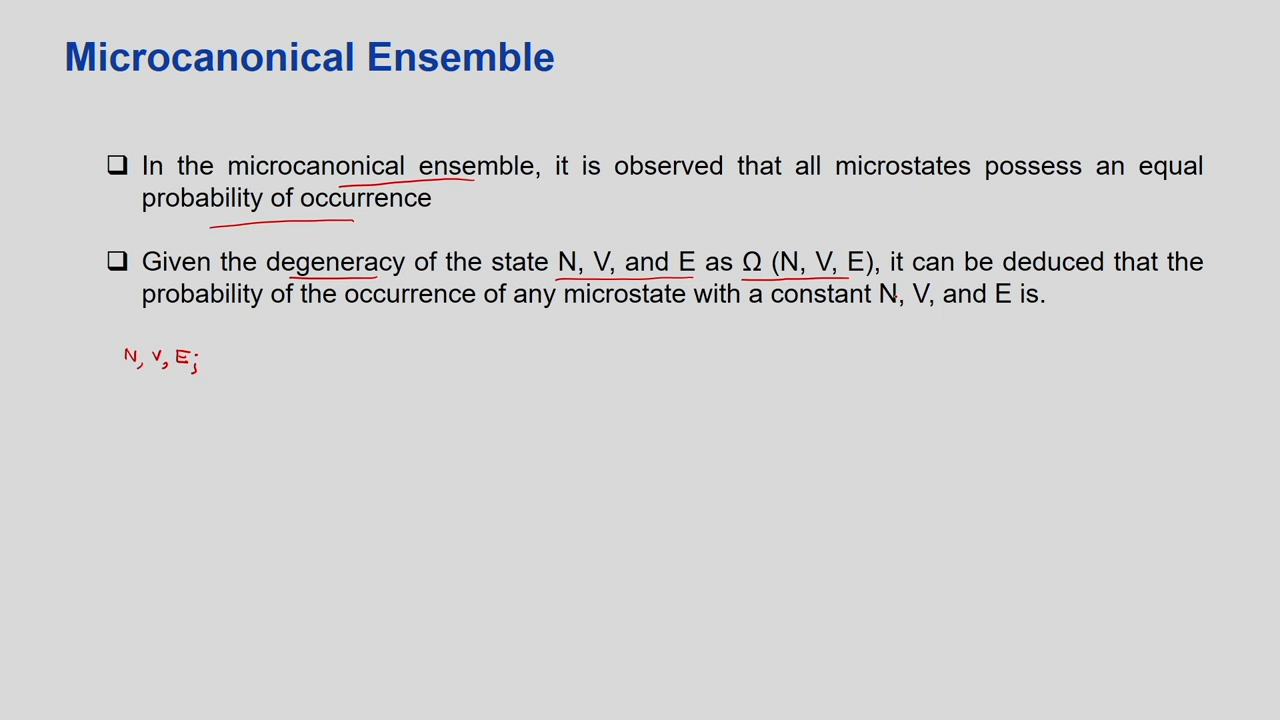 Microcanonical Ensemble
❑ In the microcanonical ensemble, it is observed that all microstates possess an equal
probability of occurrence
❑ Given the degeneracy of the state N, V, and E as Ω (N, V, E), it can be deduced that the
probability of the occurrence of any microstate with a constant N, V, and E is.
N, V, E;